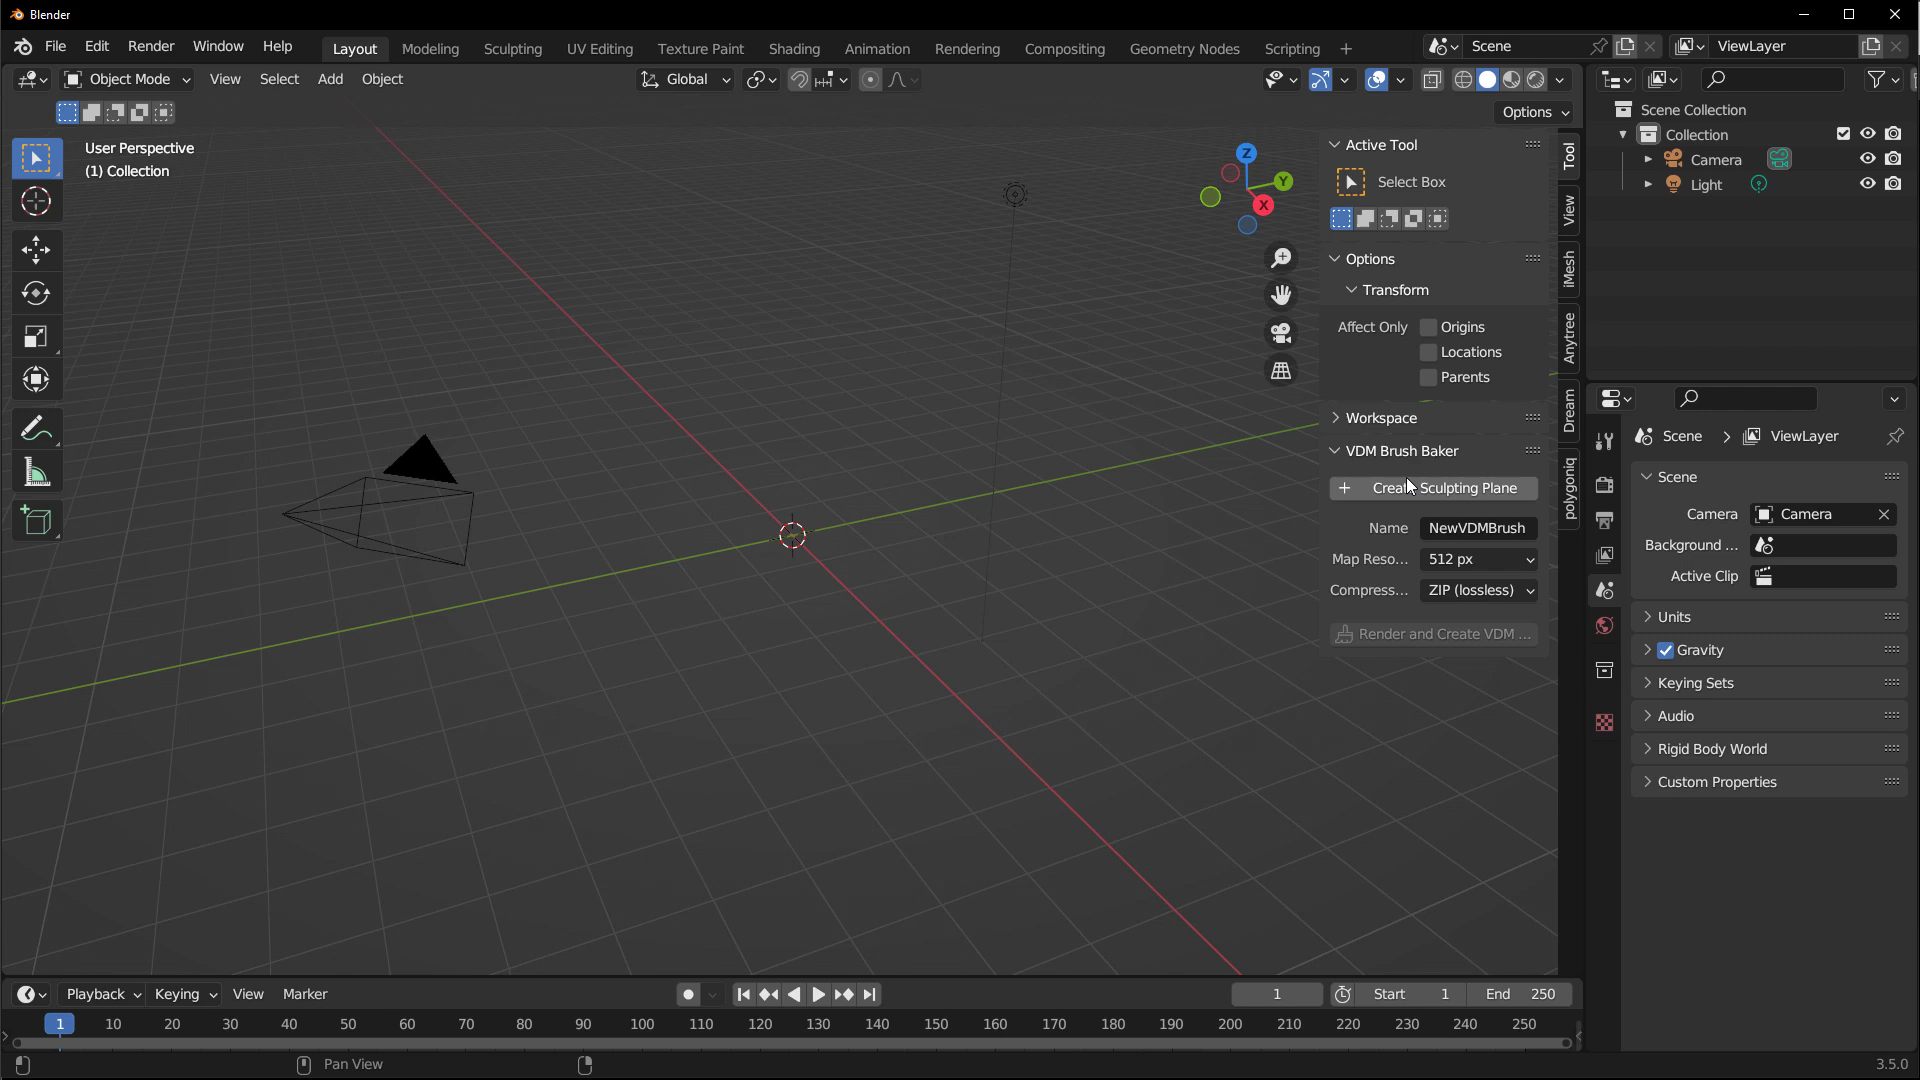 Blender
File Edit Render Window Help Layout Modeling Sculpting UV Editing Texture Paint Shading Animation Rendering Compositing Geometry Nodes Scripting + Scene ViewLayer
Object Mode View Select Add Object Global
Options
User Perspective
(1) Collection
Z
Y
X
Active Tool
Select Box
Options
Transform
Affect Only Origins
Locations
Parents
Workspace
VDM Brush Baker
Create Sculpting Plane
Name NewVDMBrush
Map Reso... 512 px
Compress... ZIP (lossless)
Render and Create VDM ...
Tool
View
iMesh
Anytree
Dream
polygoniq
Scene Collection
Collection
Camera
Light
Scene > ViewLayer
Scene
Camera Camera
Background ...
Active Clip
Units
Gravity
Keying Sets
Audio
Rigid Body World
Custom Properties
Playback Keying View Marker 1 Start 1 End 250
1 10 20 30 40 50 60 70 80 90 100 110 120 130 140 150 160 170 180 190 200 210 220 230 240 250
Pan View
3.5.0